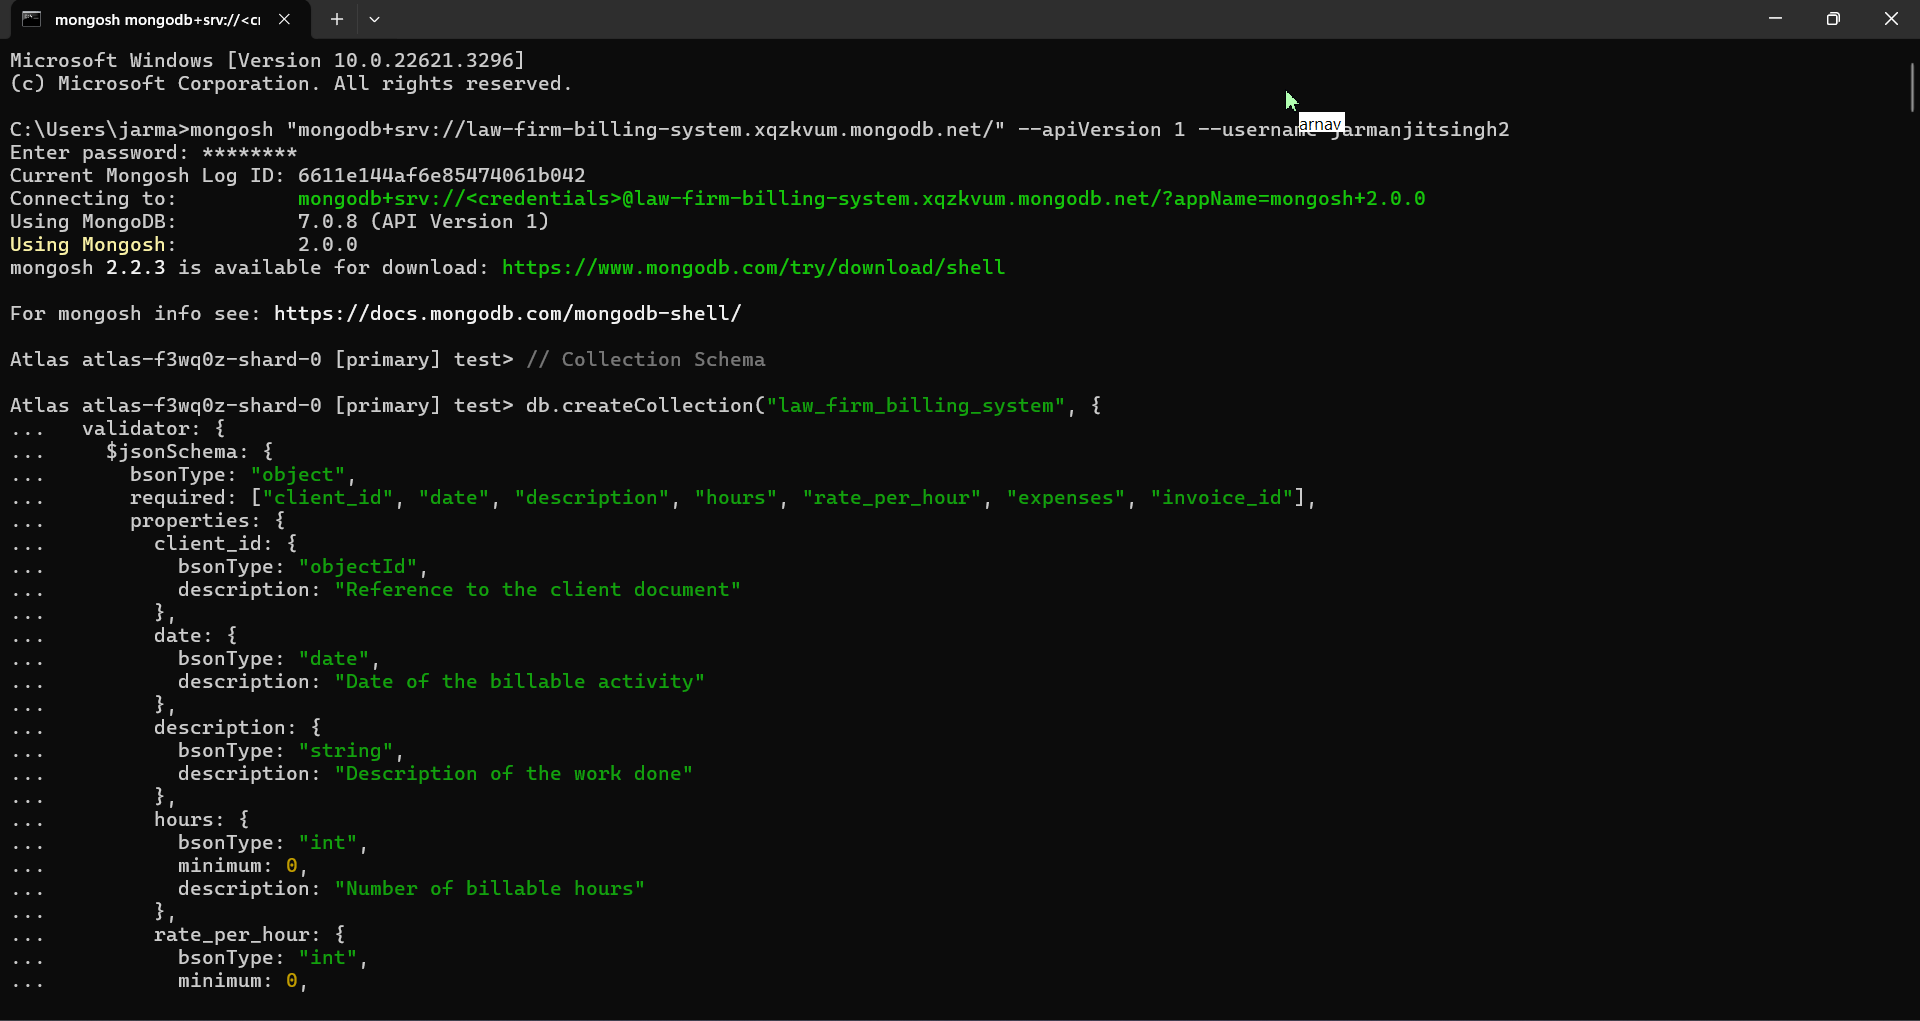 mongosh mongodb+srv://<cr
Microsoft Windows [Version 10.0.22621.3296]
(c) Microsoft Corporation. All rights reserved.
C:\Users\jarma>mongosh "mongodb+srv://law-firm-billing-system.xqzkvum.mongodb.net/" --apiVersion 1 --username jarmanjitsingh2
arnav
Enter password: ********
Current Mongosh Log ID: 6611e144af6e85474061b042
Connecting to: mongodb+srv://<credentials>@law-firm-billing-system.xqzkvum.mongodb.net/?appName=mongosh+2.0.0
Using MongoDB: 7.0.8 (API Version 1)
Using Mongosh: 2.0.0
mongosh 2.2.3 is available for download: https://www.mongodb.com/try/download/shell
For mongosh info see: https://docs.mongodb.com/mongodb-shell/
Atlas atlas-f3wq0z-shard-0 [primary] test> // Collection Schema
Atlas atlas-f3wq0z-shard-0 [primary] test> db.createCollection("law_firm_billing_system", {
... validator: {
... $jsonSchema: {
... bsonType: "object",
... required: ["client_id", "date", "description", "hours", "rate_per_hour", "expenses", "invoice_id"],
... properties: {
... client_id: {
... bsonType: "objectId",
... description: "Reference to the client document"
... },
... date: {
... bsonType: "date",
... description: "Date of the billable activity"
... },
... description: {
... bsonType: "string",
... description: "Description of the work done"
... },
... hours: {
... bsonType: "int",
... minimum: 0,
... description: "Number of billable hours"
... },
... rate_per_hour: {
... bsonType: "int",
... minimum: 0,